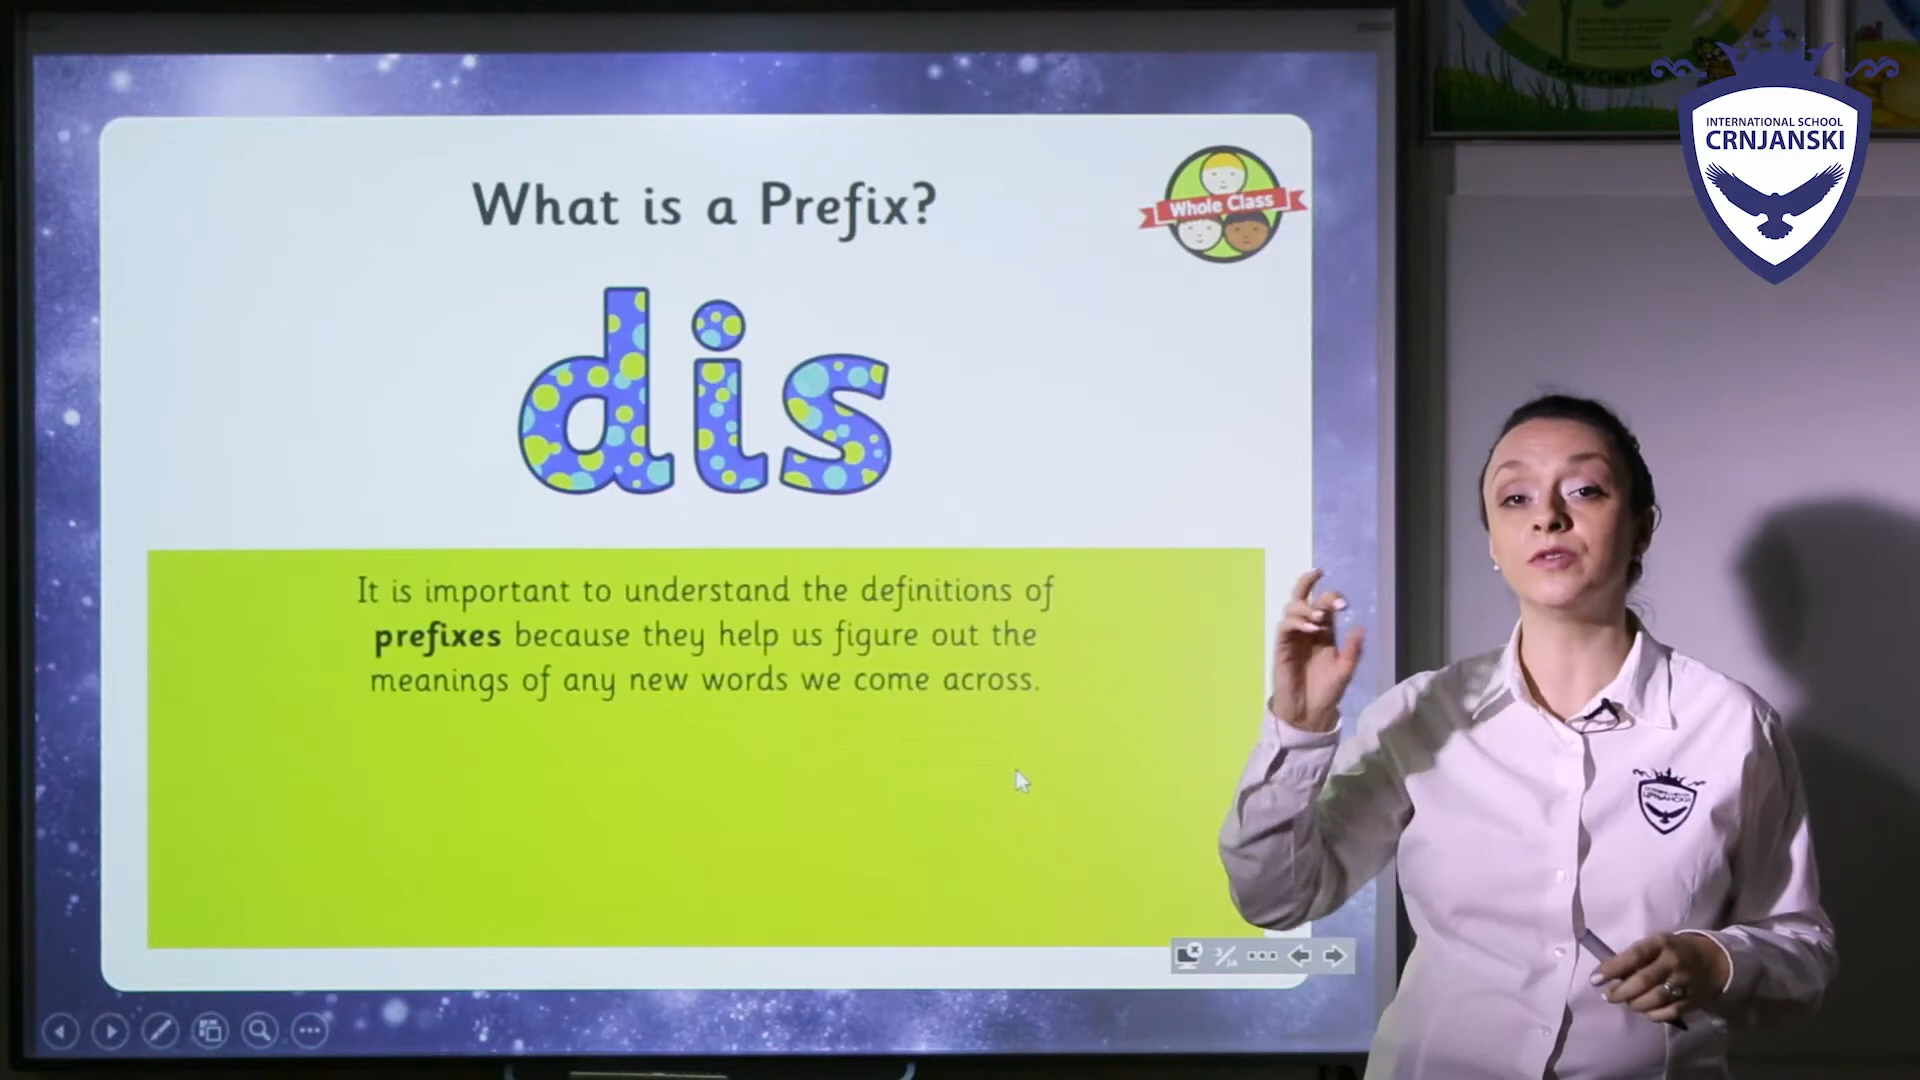 What is a Prefix?
Whole Class
dis
It is important to understand the definitions of
prefixes because they help us figure out the
meanings of any new words we come across.
INTERNATIONAL SCHOOL
CRNJANSKI